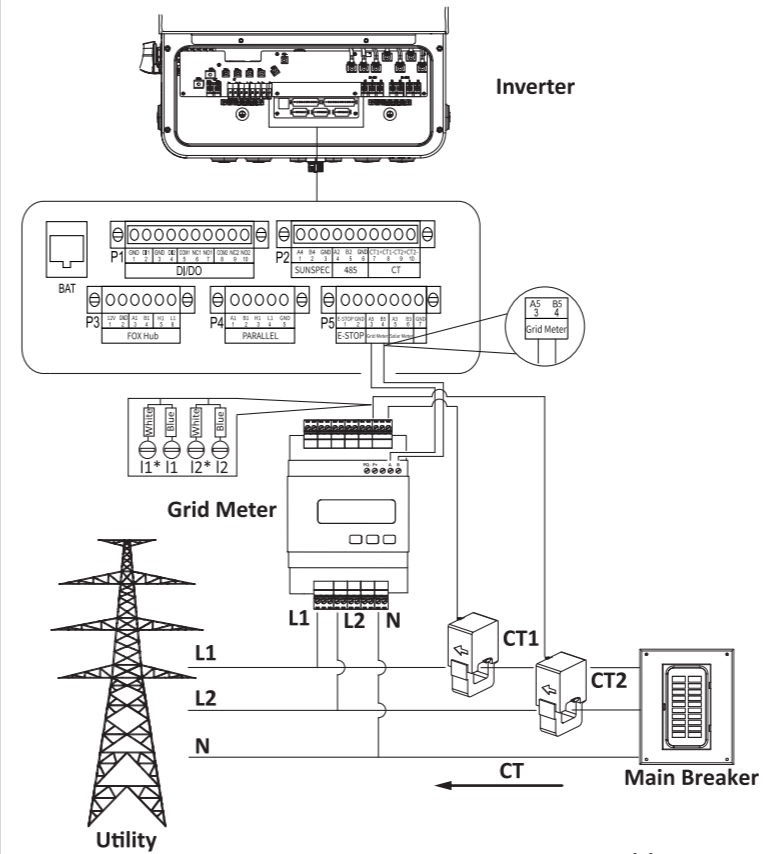 Inverter
BAT
P1
GND DI1 GND DI2 COM1 NC1 NO1 COM2 NC2 NO2
1 2 3 4 5 6 7 8 9 10
DI/DO
P2
A4 B4 GND A2 B2 GND CT1+ CT1- CT2+ CT2-
1 2 3 4 5 6 7 8 9 10
SUNSPEC 485 CT
P3
12V GND A1 B1 H1 L1
1 2 3 4 5 6
FOX Hub
P4
A1 B1 H1 L1 GND
1 2 3 4 5
PARALLEL
P5
E-STOP GND A5 B5 A3 B3 GND
1 2 3 4 5 6 7
E-STOP Grid Meter Solar Meter
A5 B5
3 4
Grid Meter
White Blue White Blue
I1* I1 I2* I2
A B
Grid Meter
L1 L2 N
CT1
L1
CT2
L2
N
CT
Main Breaker
Utility